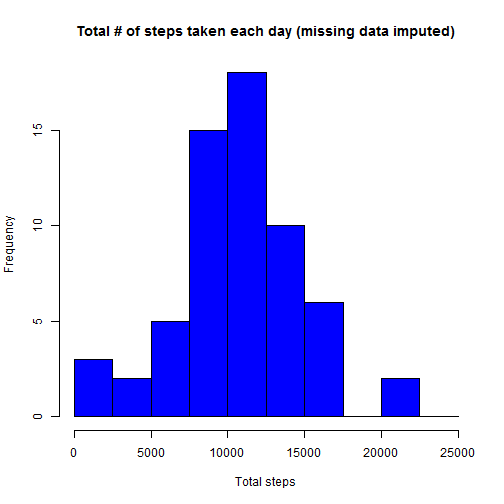 Total # of steps taken each day (missing data imputed)
Frequency
15
10
5
0
0 5000 10000 15000 20000 25000
Total steps